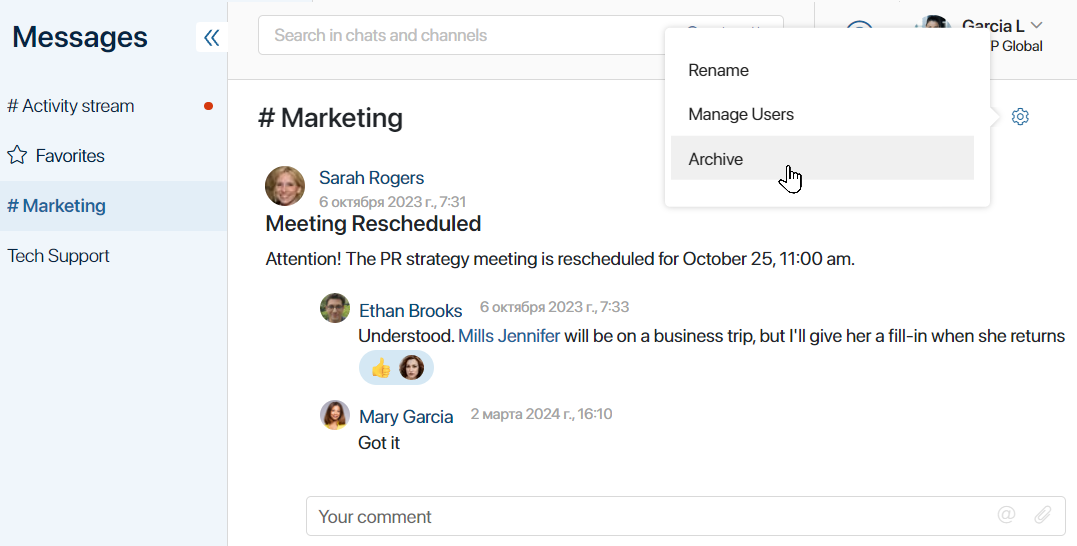 Messages
Search in chats and channels
Garcia L
P Global
# Activity stream
Favorites
# Marketing
Tech Support
Rename
Manage Users
Archive
# Marketing
Sarah Rogers
6 октября 2023 г., 7:31
Meeting Rescheduled
Attention! The PR strategy meeting is rescheduled for October 25, 11:00 am.
Ethan Brooks 6 октября 2023 г., 7:33
Understood. Mills Jennifer will be on a business trip, but I'll give her a fill-in when she returns
Mary Garcia 2 марта 2024 г., 16:10
Got it
Your comment @